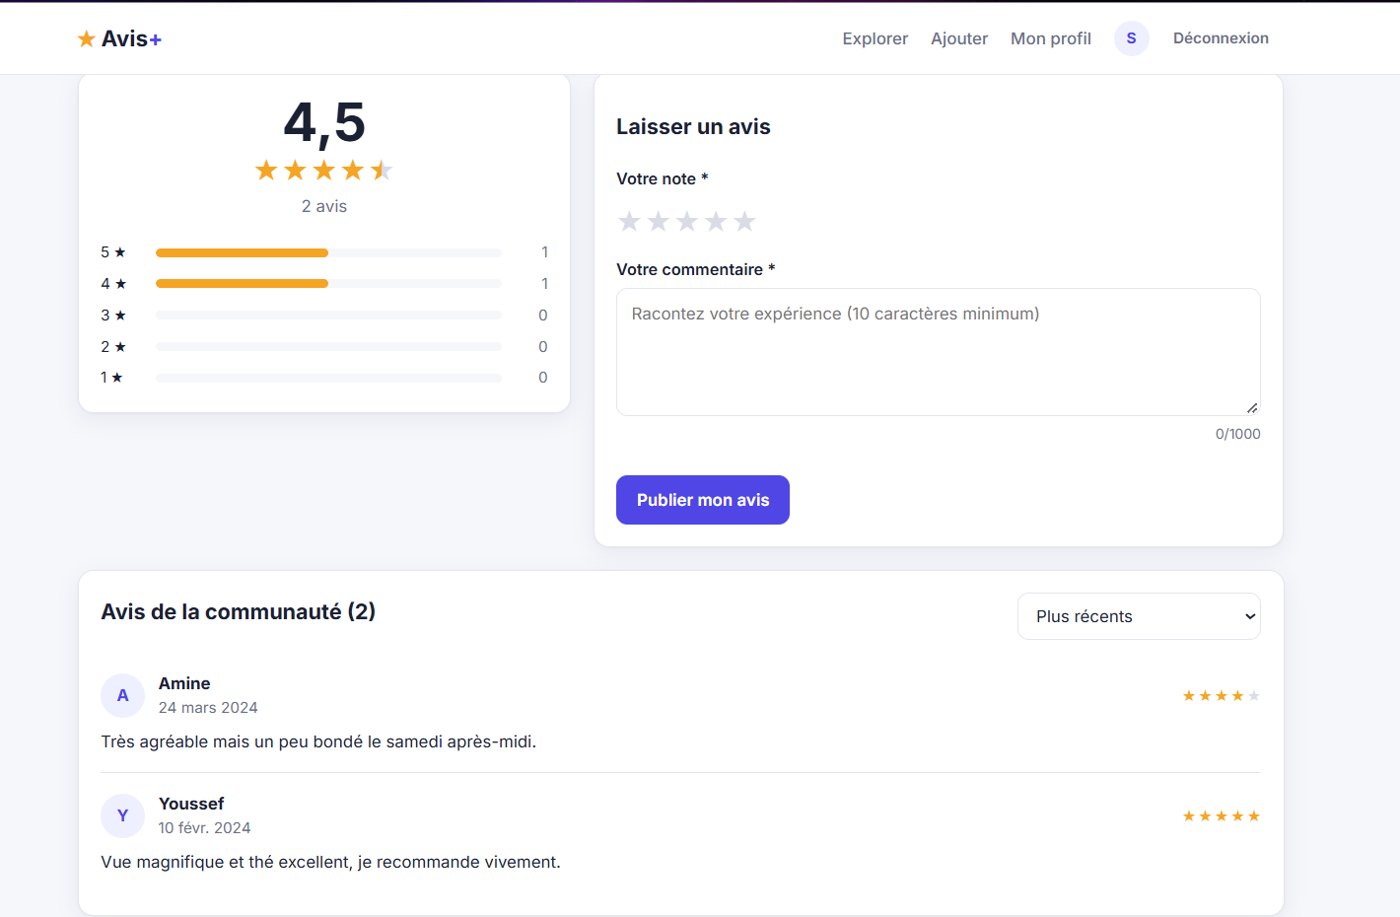 ★ Avis+
Explorer Ajouter Mon profil S Déconnexion
4,5
2 avis
5 ★ 1
4 ★ 1
3 ★ 0
2 ★ 0
1 ★ 0
Laisser un avis
Votre note *
Votre commentaire *
Racontez votre expérience (10 caractères minimum)
0/1000
Publier mon avis
Avis de la communauté (2)
Plus récents
A
Amine
24 mars 2024
Très agréable mais un peu bondé le samedi après-midi.
Y
Youssef
10 févr. 2024
Vue magnifique et thé excellent, je recommande vivement.